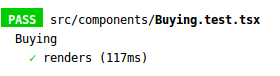 PASS src/components/Buying.test.tsx
Buying
✓ renders (117ms)